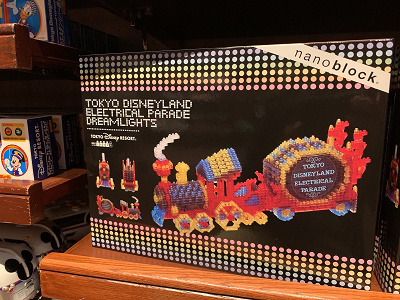 nanoblock
TOKYO DISNEYLAND
ELECTRICAL PARADE
DREAMLIGHTS
TOKYO Disney RESORT.
TOKYO
DISNEYLAND
ELECTRICAL
PARADE